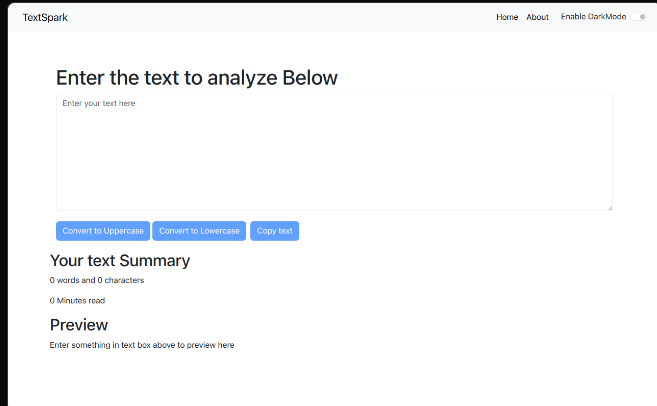 TextSpark Home About Enable DarkMode
Enter the text to analyze Below
Enter your text here
Convert to Uppercase Convert to Lowercase Copy text
Your text Summary
0 words and 0 characters
0 Minutes read
Preview
Enter something in text box above to preview here